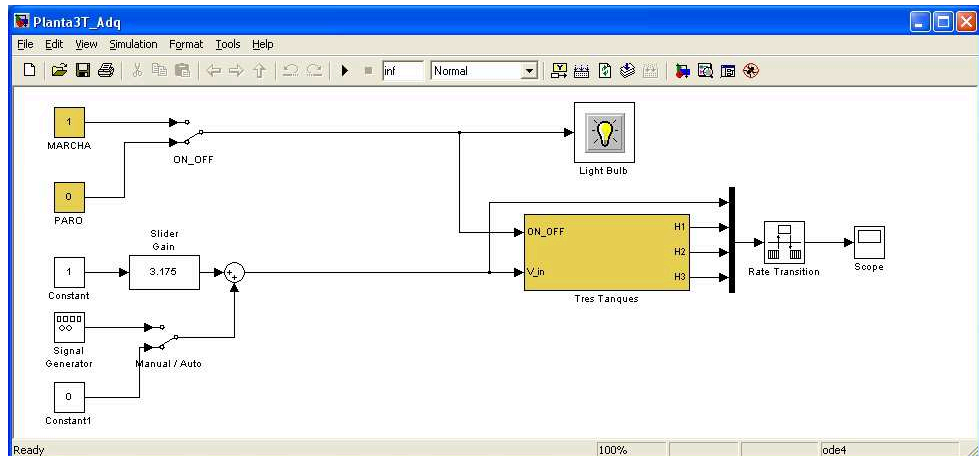 Planta3T_Adq
File Edit View Simulation Format Tools Help
inf Normal
1
MARCHA
ON_OFF
0
PARO
Light Bulb
Slider
Gain
1
Constant
3.175
++
Signal
Generator
Manual / Auto
0
Constant1
ON_OFF
V_in
H1
H2
H3
Tres Tanques
Rate Transition
Scope
Ready 100% ode4